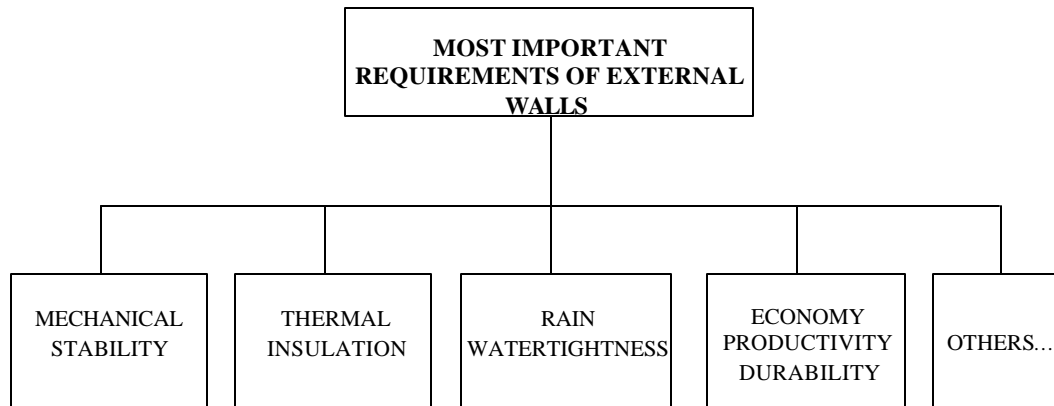 MOST IMPORTANT
REQUIREMENTS OF EXTERNAL
WALLS
MECHANICAL
STABILITY
THERMAL
INSULATION
RAIN
WATERTIGHTNESS
ECONOMY
PRODUCTIVITY
DURABILITY
OTHERS…